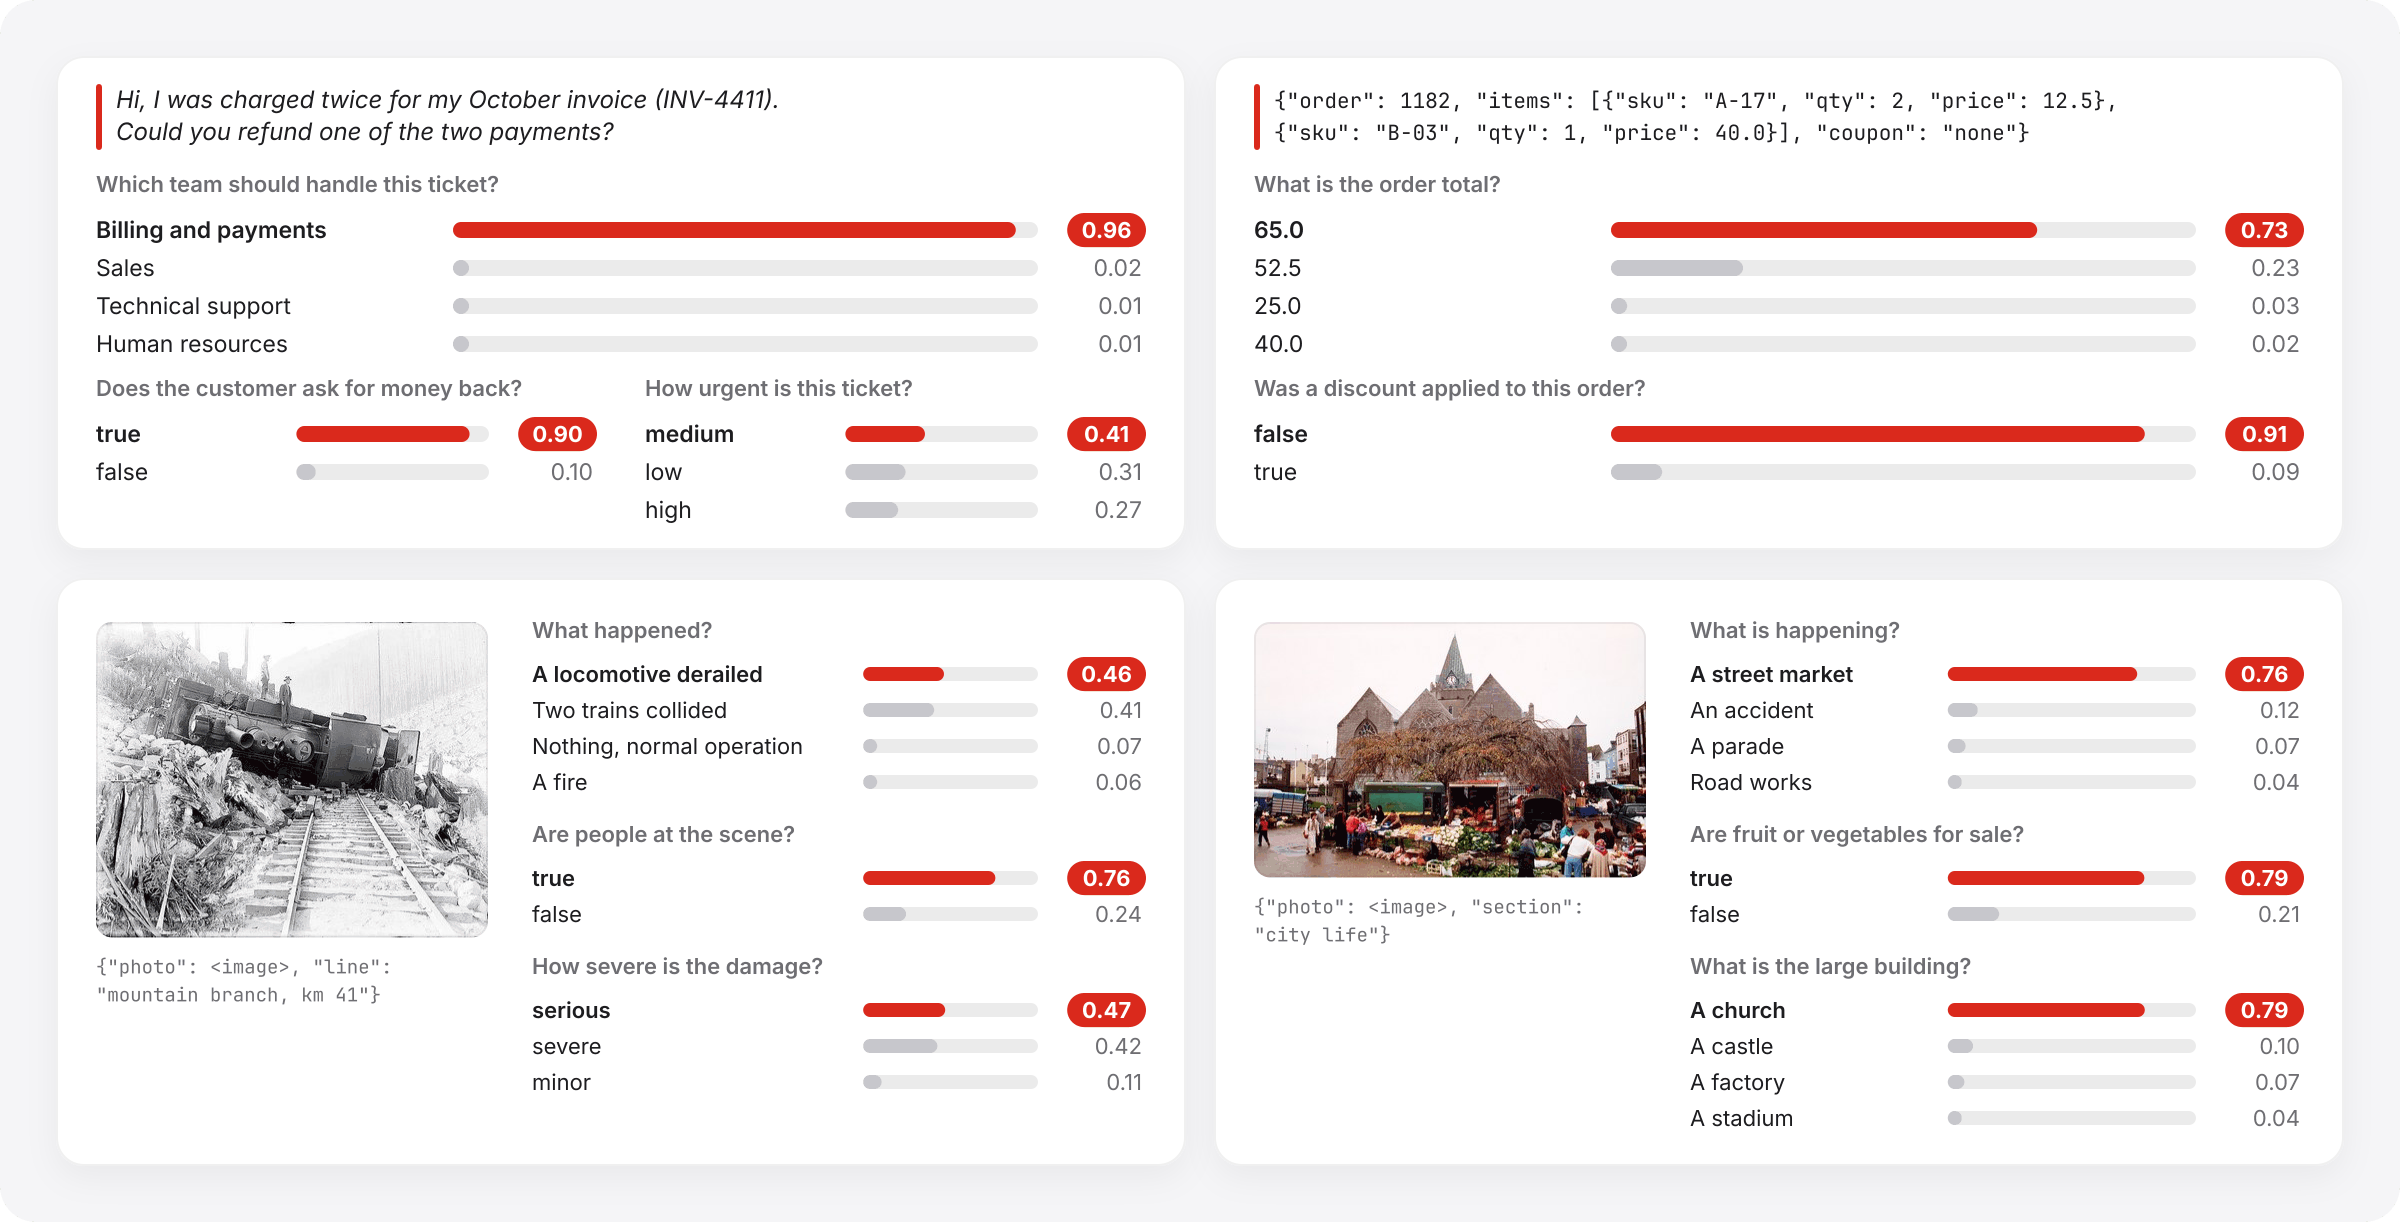 Hi, I was charged twice for my October invoice (INV-4411).
Could you refund one of the two payments?
Which team should handle this ticket?
Billing and payments 0.96
Sales 0.02
Technical support 0.01
Human resources 0.01
Does the customer ask for money back?
true 0.90
false 0.10
How urgent is this ticket?
medium 0.41
low 0.31
high 0.27
{"order": 1182, "items": [{"sku": "A-17", "qty": 2, "price": 12.5},
{"sku": "B-03", "qty": 1, "price": 40.0}], "coupon": "none"}
What is the order total?
65.0 0.73
52.5 0.23
25.0 0.03
40.0 0.02
Was a discount applied to this order?
false 0.91
true 0.09
{"photo": <image>, "line":
"mountain branch, km 41"}
What happened?
A locomotive derailed 0.46
Two trains collided 0.41
Nothing, normal operation 0.07
A fire 0.06
Are people at the scene?
true 0.76
false 0.24
How severe is the damage?
serious 0.47
severe 0.42
minor 0.11
{"photo": <image>, "section":
"city life"}
What is happening?
A street market 0.76
An accident 0.12
A parade 0.07
Road works 0.04
Are fruit or vegetables for sale?
true 0.79
false 0.21
What is the large building?
A church 0.79
A castle 0.10
A factory 0.07
A stadium 0.04